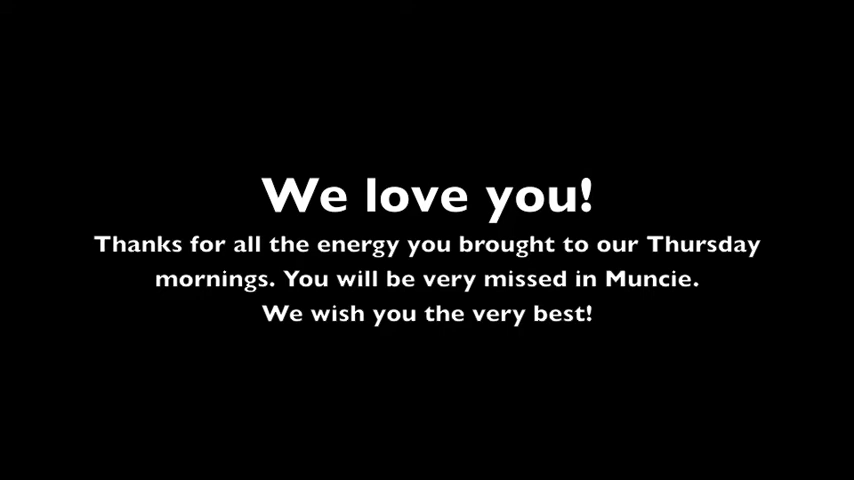 We love you!
Thanks for all the energy you brought to our Thursday
mornings. You will be very missed in Muncie.
We wish you the very best!